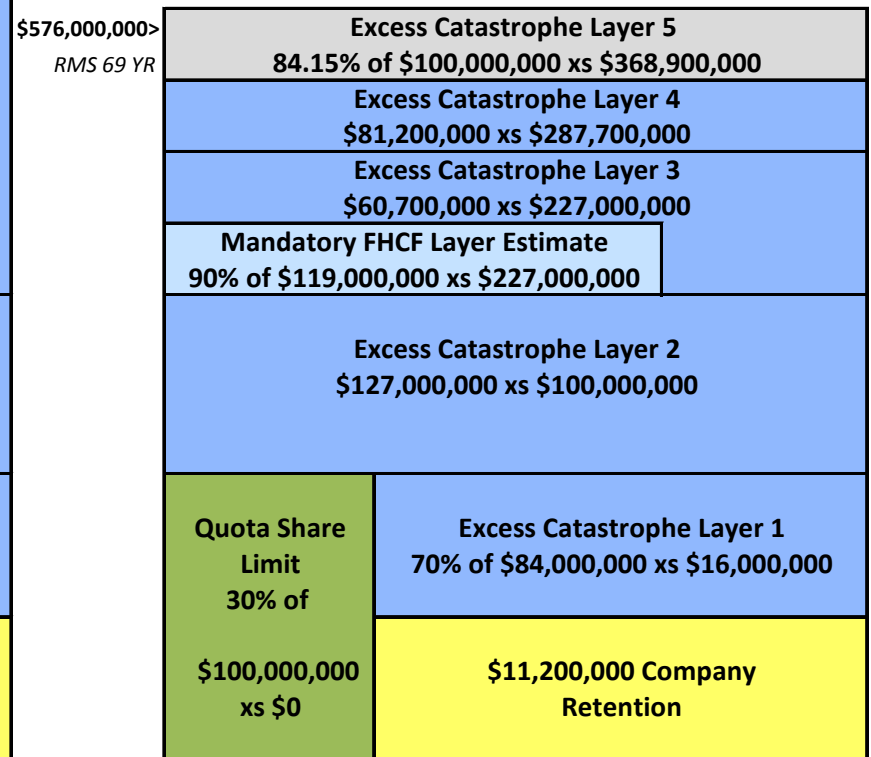 $576,000,000>
RMS 69 YR
Excess Catastrophe Layer 5
84.15% of $100,000,000 xs $368,900,000
Excess Catastrophe Layer 4
$81,200,000 xs $287,700,000
Excess Catastrophe Layer 3
$60,700,000 xs $227,000,000
Mandatory FHCF Layer Estimate
90% of $119,000,000 xs $227,000,000
Excess Catastrophe Layer 2
$127,000,000 xs $100,000,000
Quota Share
Limit
30% of
$100,000,000
xs $0
Excess Catastrophe Layer 1
70% of $84,000,000 xs $16,000,000
$11,200,000 Company
Retention